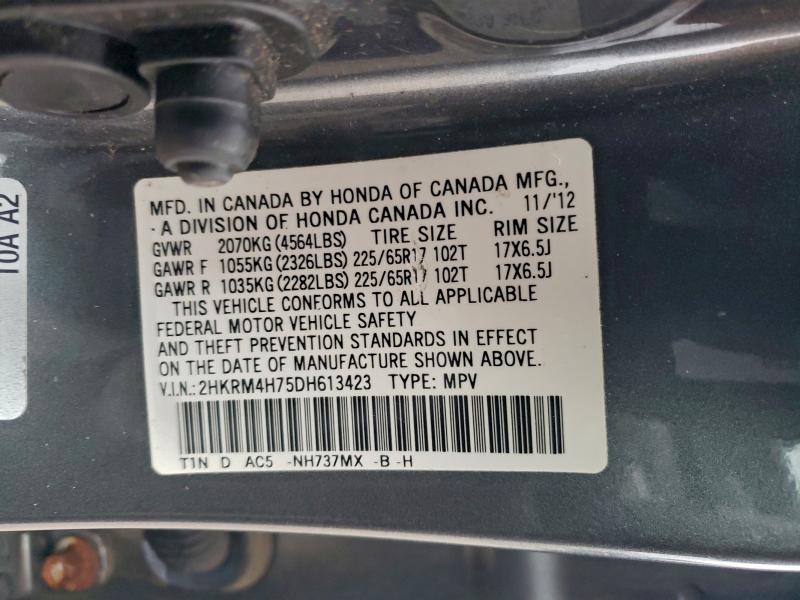 MFD. IN CANADA BY HONDA OF CANADA MFG.,
A DIVISION OF HONDA CANADA INC. 11/'12
GVWR 2070KG (4564LBS) TIRE SIZE RIM SIZE
GAWR F 1055KG (2326LBS) 225/65R17 102T 17X6.5J
GAWR R 1035KG (2282LBS) 225/65R17 102T 17X6.5J
THIS VEHICLE CONFORMS TO ALL APPLICABLE
FEDERAL MOTOR VEHICLE SAFETY
AND THEFT PREVENTION STANDARDS IN EFFECT
ON THE DATE OF MANUFACTURE SHOWN ABOVE.
V.I.N.: 2HKRM4H75DH613423 TYPE: MPV
T1N D AC5 -NH737MX -B -H
10A A2